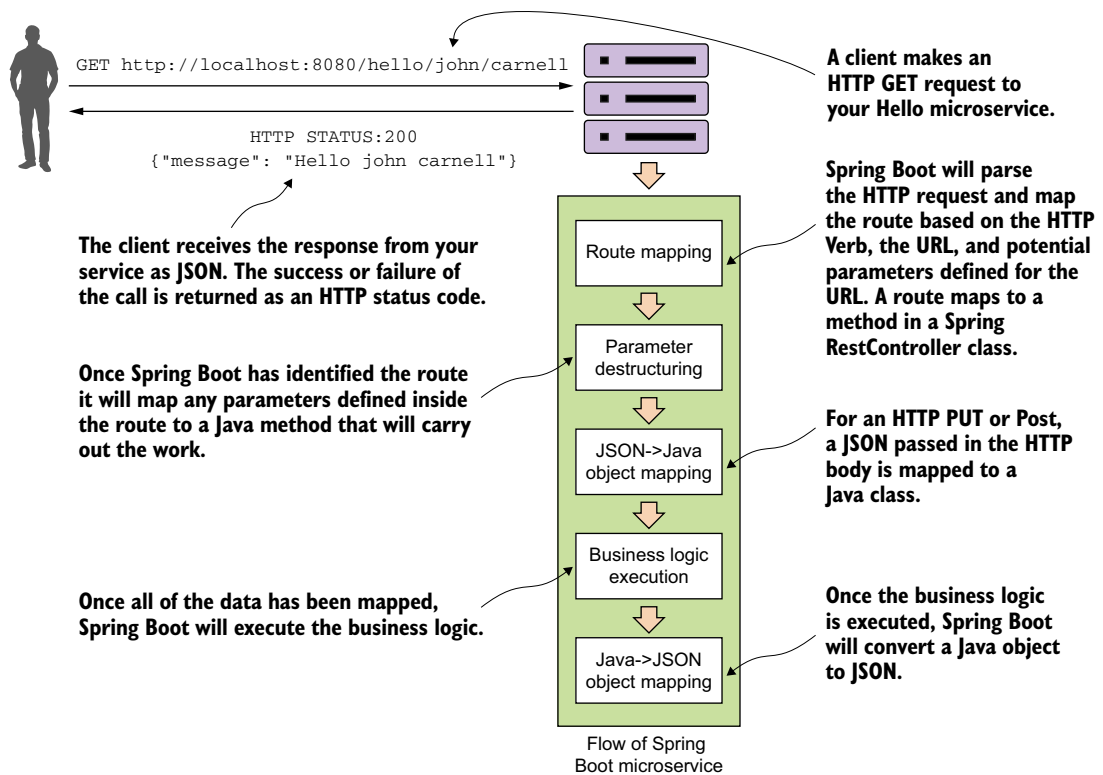 GET http://localhost:8080/hello/john/carnell
HTTP STATUS:200
{"message": "Hello john carnell"}
A client makes an
HTTP GET request to
your Hello microservice.
The client receives the response from your
service as JSON. The success or failure of
the call is returned as an HTTP status code.
Route mapping
Spring Boot will parse
the HTTP request and map
the route based on the HTTP
Verb, the URL, and potential
parameters defined for the
URL. A route maps to a
method in a Spring
RestController class.
Once Spring Boot has identified the route
it will map any parameters defined inside
the route to a Java method that will carry
out the work.
Parameter
destructuring
JSON->Java
object mapping
For an HTTP PUT or Post,
a JSON passed in the HTTP
body is mapped to a
Java class.
Once all of the data has been mapped,
Spring Boot will execute the business logic.
Business logic
execution
Java->JSON
object mapping
Once the business logic
is executed, Spring Boot
will convert a Java object
to JSON.
Flow of Spring
Boot microservice